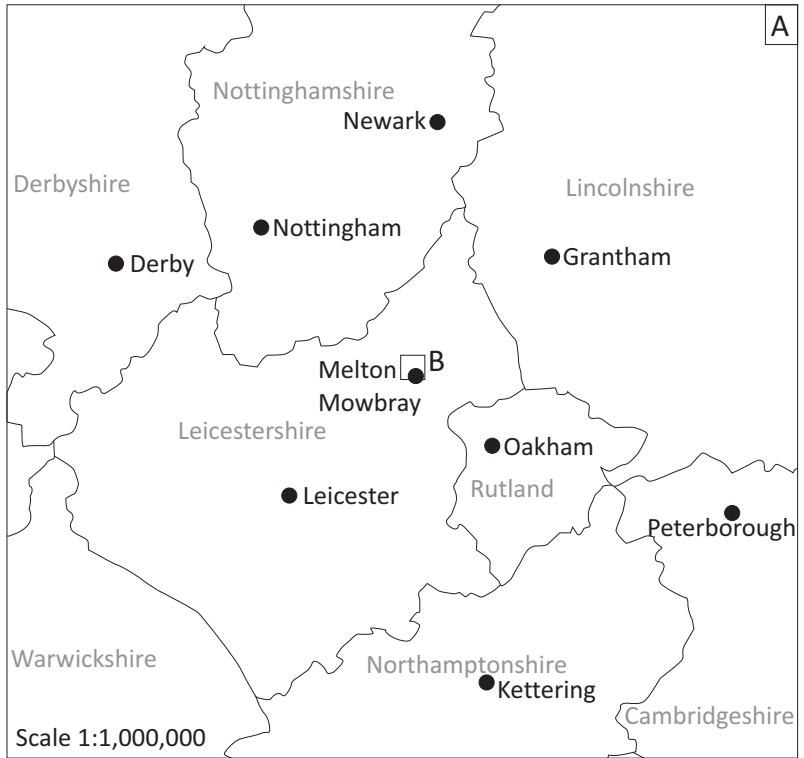 A
Nottinghamshire
Newark
Derbyshire
Lincolnshire
Nottingham
Grantham
Derby
B
Melton
Mowbray
Leicestershire
Oakham
Rutland
Leicester
Peterborough
Warwickshire
Northamptonshire
Kettering
Cambridgeshire
Scale 1:1,000,000